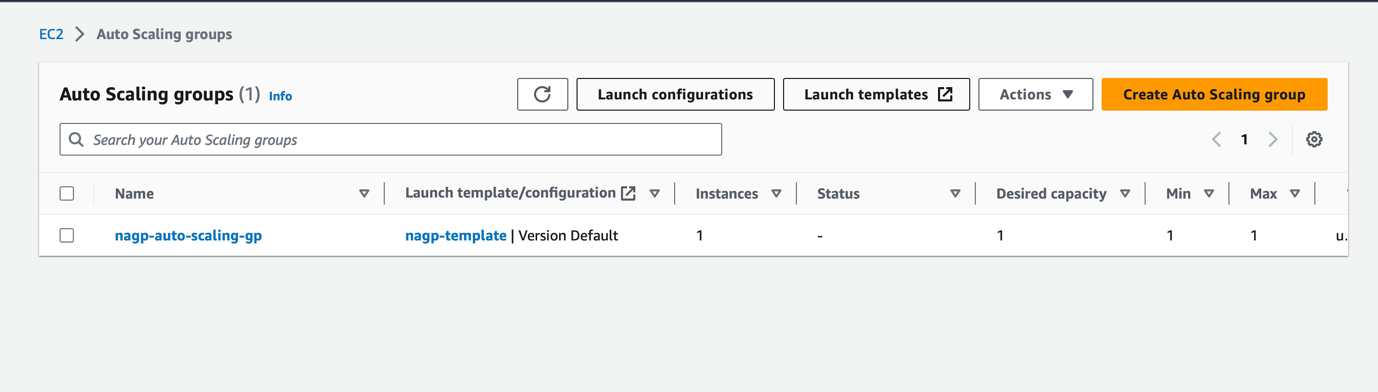 EC2 > Auto Scaling groups
Auto Scaling groups (1) Info
Launch configurations
Launch templates
Actions
Create Auto Scaling group
Search your Auto Scaling groups
1
Name Launch template/configuration Instances Status Desired capacity Min Max
nagp-auto-scaling-gp nagp-template | Version Default 1 - 1 1 1 u.